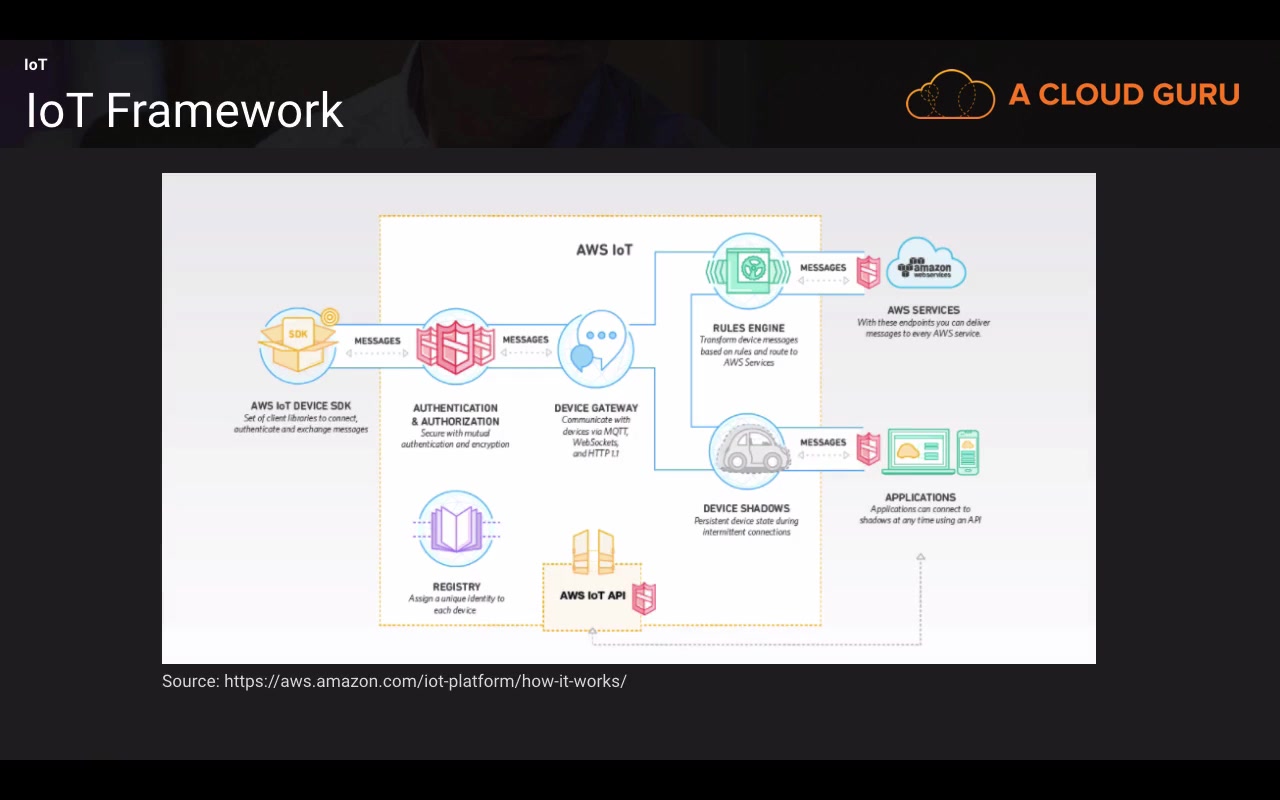 IoT
IoT Framework
A CLOUD GURU
AWS IoT
SDK
MESSAGES
MESSAGES
MESSAGES
amazon
webservices
AWS SERVICES
With these endpoints you can deliver
messages to every AWS service.
RULES ENGINE
Transform device messages
based on rules and route to
AWS Services
AWS IoT DEVICE SDK
Set of client libraries to connect,
authenticate and exchange messages
AUTHENTICATION
& AUTHORIZATION
Secure with mutual
authentication and encryption
DEVICE GATEWAY
Communicate with
devices via MQTT,
WebSockets,
and HTTP 1.1
MESSAGES
DEVICE SHADOWS
Persistent device state during
intermittent connections
APPLICATIONS
Applications can connect to
shadows at any time using an API
REGISTRY
Assign a unique identity to
each device
AWS IoT API
Source: https://aws.amazon.com/iot-platform/how-it-works/